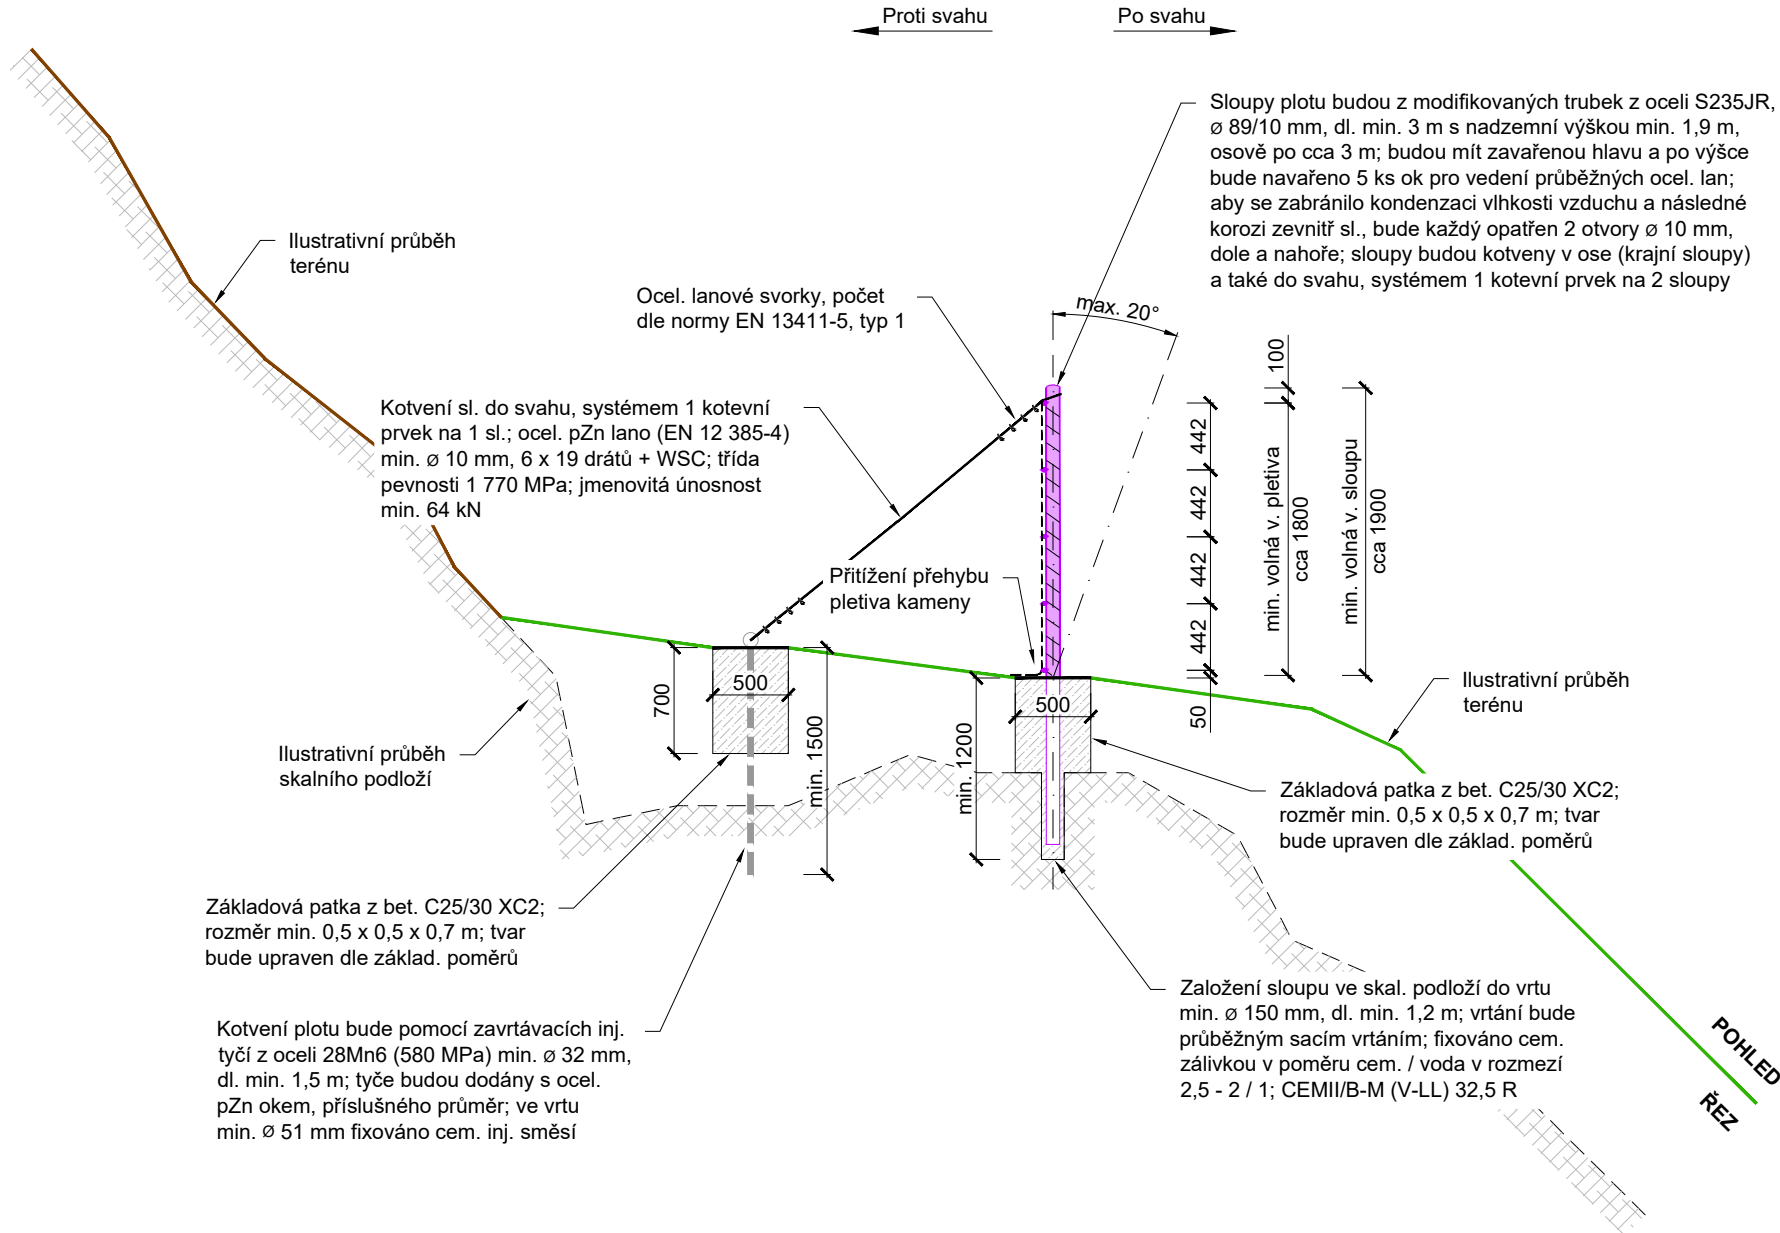 Proti svahu
Po svahu
Sloupy plotu budou z modifikovaných trubek z oceli S235JR,
ø 89/10 mm, dl. min. 3 m s nadzemní výškou min. 1,9 m,
osově po cca 3 m; budou mít zavařenou hlavu a po výšce
bude navařeno 5 ks ok pro vedení průběžných ocel. lan;
aby se zabránilo kondenzaci vlhkosti vzduchu a následné
korozi zevnitř sl., bude každý opatřen 2 otvory ø 10 mm,
dole a nahoře; sloupy budou kotveny v ose (krajní sloupy)
a také do svahu, systémem 1 kotevní prvek na 2 sloupy
Ilustrativní průběh
terénu
Ocel. lanové svorky, počet
dle normy EN 13411-5, typ 1
max. 20°
Kotvení sl. do svahu, systémem 1 kotevní
prvek na 1 sl.; ocel. pZn lano (EN 12 385-4)
min. ø 10 mm, 6 x 19 drátů + WSC; třída
pevnosti 1 770 MPa; jmenovitá únosnost
min. 64 kN
100
442
442
442
442
50
min. volná v. pletiva
cca 1800
min. volná v. sloupu
cca 1900
Přitížení přehybu
pletiva kameny
700
500
min. 1500
min. 1200
500
Ilustrativní průběh
terénu
Ilustrativní průběh
skalního podloží
Základová patka z bet. C25/30 XC2;
rozměr min. 0,5 x 0,5 x 0,7 m; tvar
bude upraven dle základ. poměrů
Základová patka z bet. C25/30 XC2;
rozměr min. 0,5 x 0,5 x 0,7 m; tvar
bude upraven dle základ. poměrů
Kotvení plotu bude pomocí zavrtávacích inj.
tyčí z oceli 28Mn6 (580 MPa) min. ø 32 mm,
dl. min. 1,5 m; tyče budou dodány s ocel.
pZn okem, příslušného průměr; ve vrtu
min. Ø 51 mm fixováno cem. inj. směsí
Založení sloupu ve skal. podloží do vrtu
min. ø 150 mm, dl. min. 1,2 m; vrtání bude
průběžným sacím vrtáním; fixováno cem.
zálivkou v poměru cem. / voda v rozmezí
2,5 - 2 / 1; CEMII/B-M (V-LL) 32,5 R
POHLED
ŘEZ